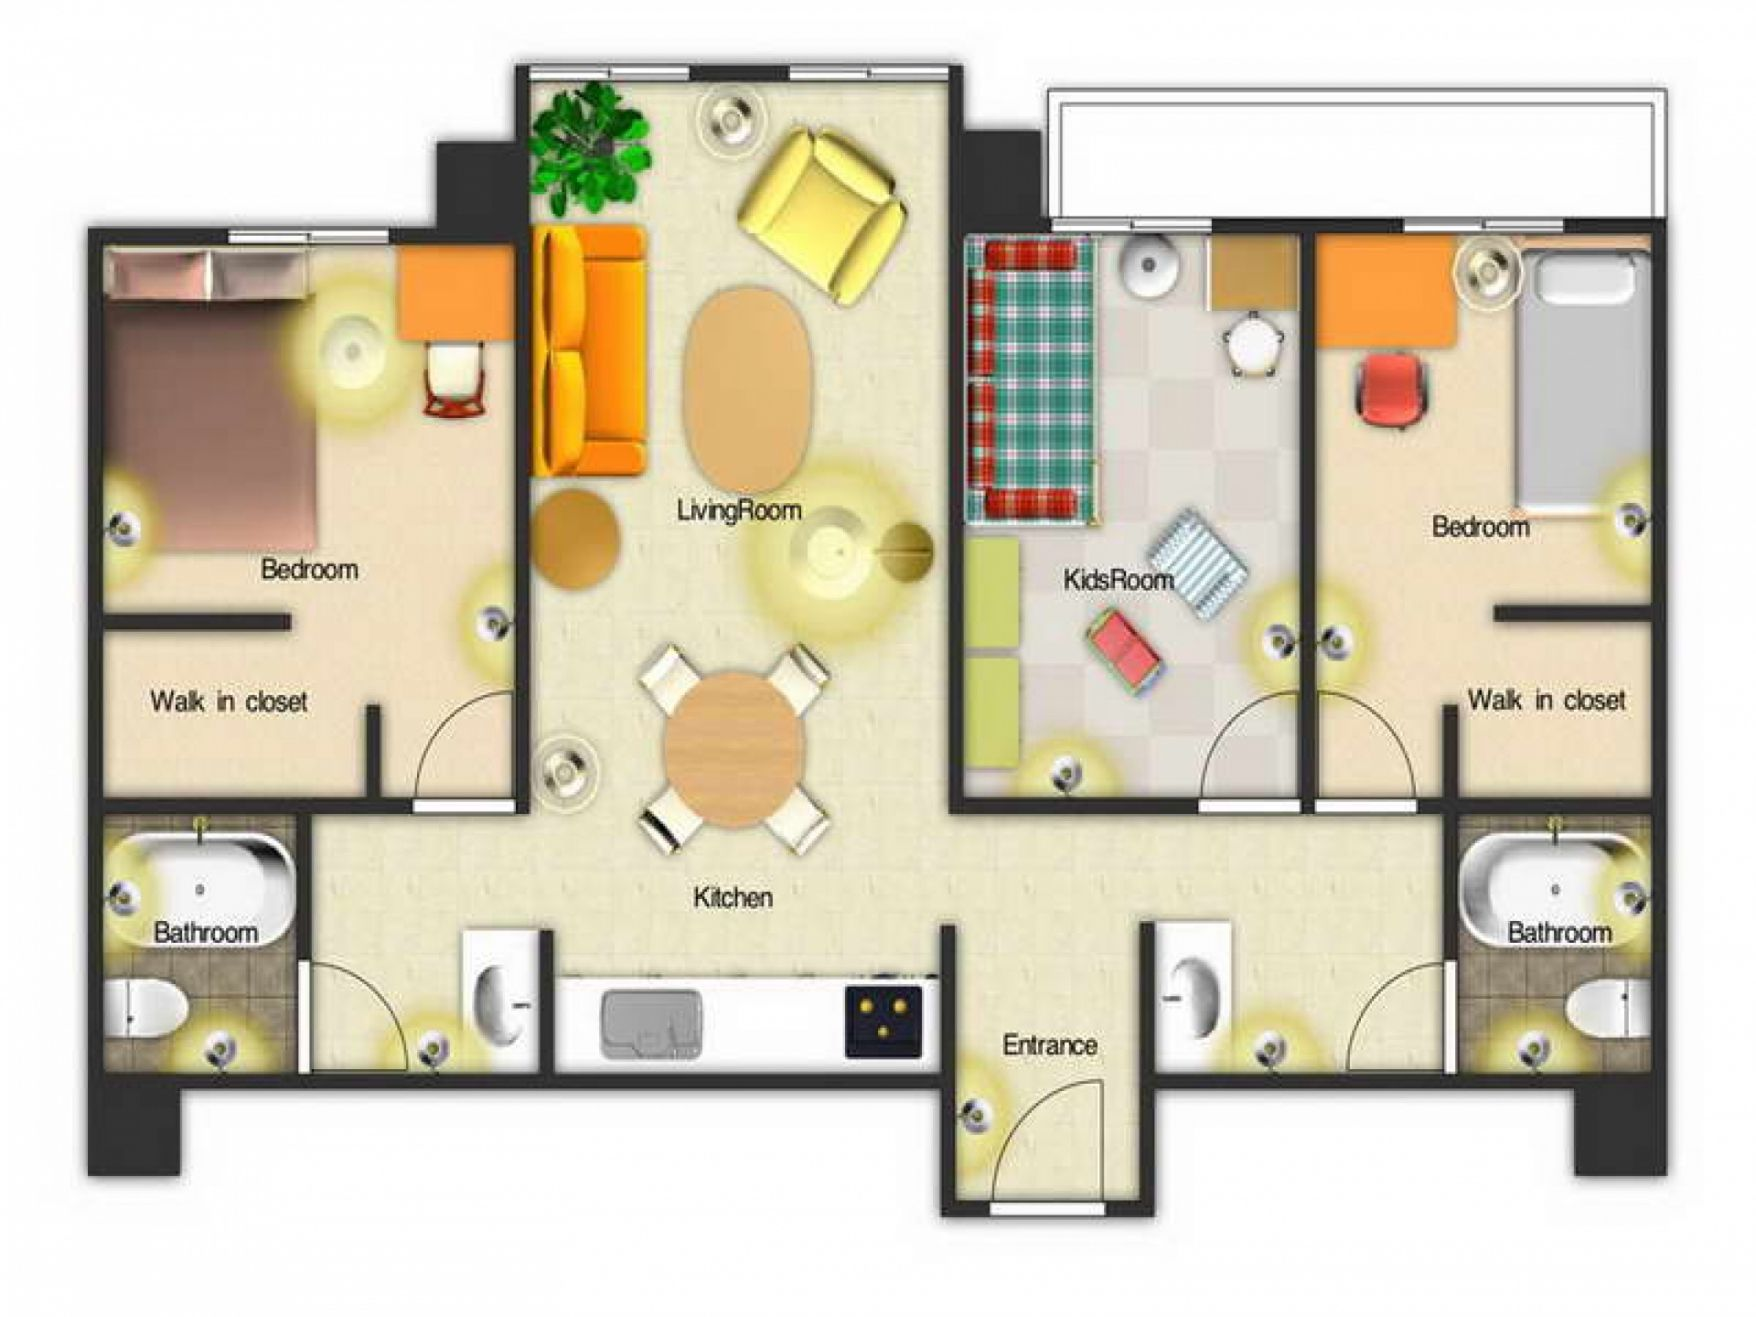 LivingRoom
Bedroom
KidsRoom
Bedroom
Walk in closet
Walk in closet
Kitchen
Bathroom
Bathroom
Entrance